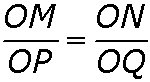 OM/OP = ON/OQ